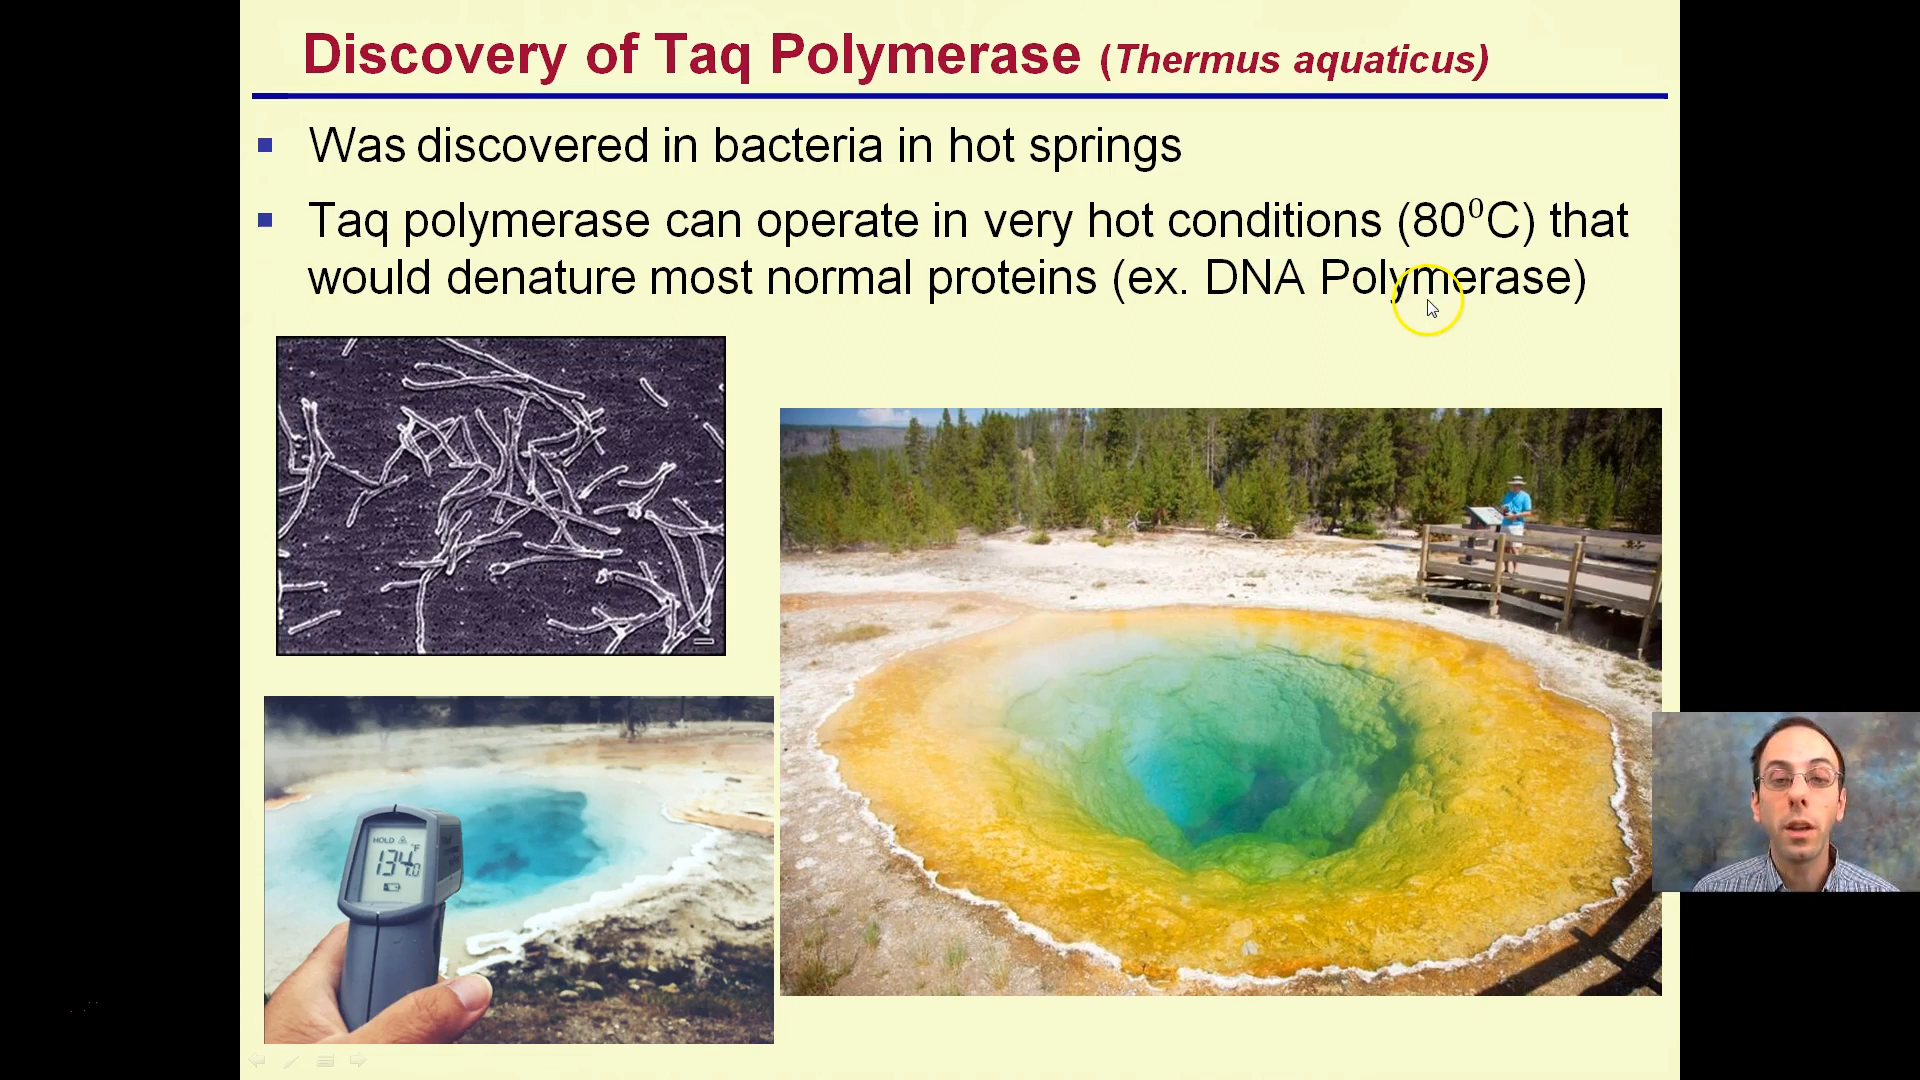 Discovery of Taq Polymerase (Thermus aquaticus)
Was discovered in bacteria in hot springs
Taq polymerase can operate in very hot conditions (80⁰C) that
would denature most normal proteins (ex. DNA Polymerase)
HOLD °F
134.0